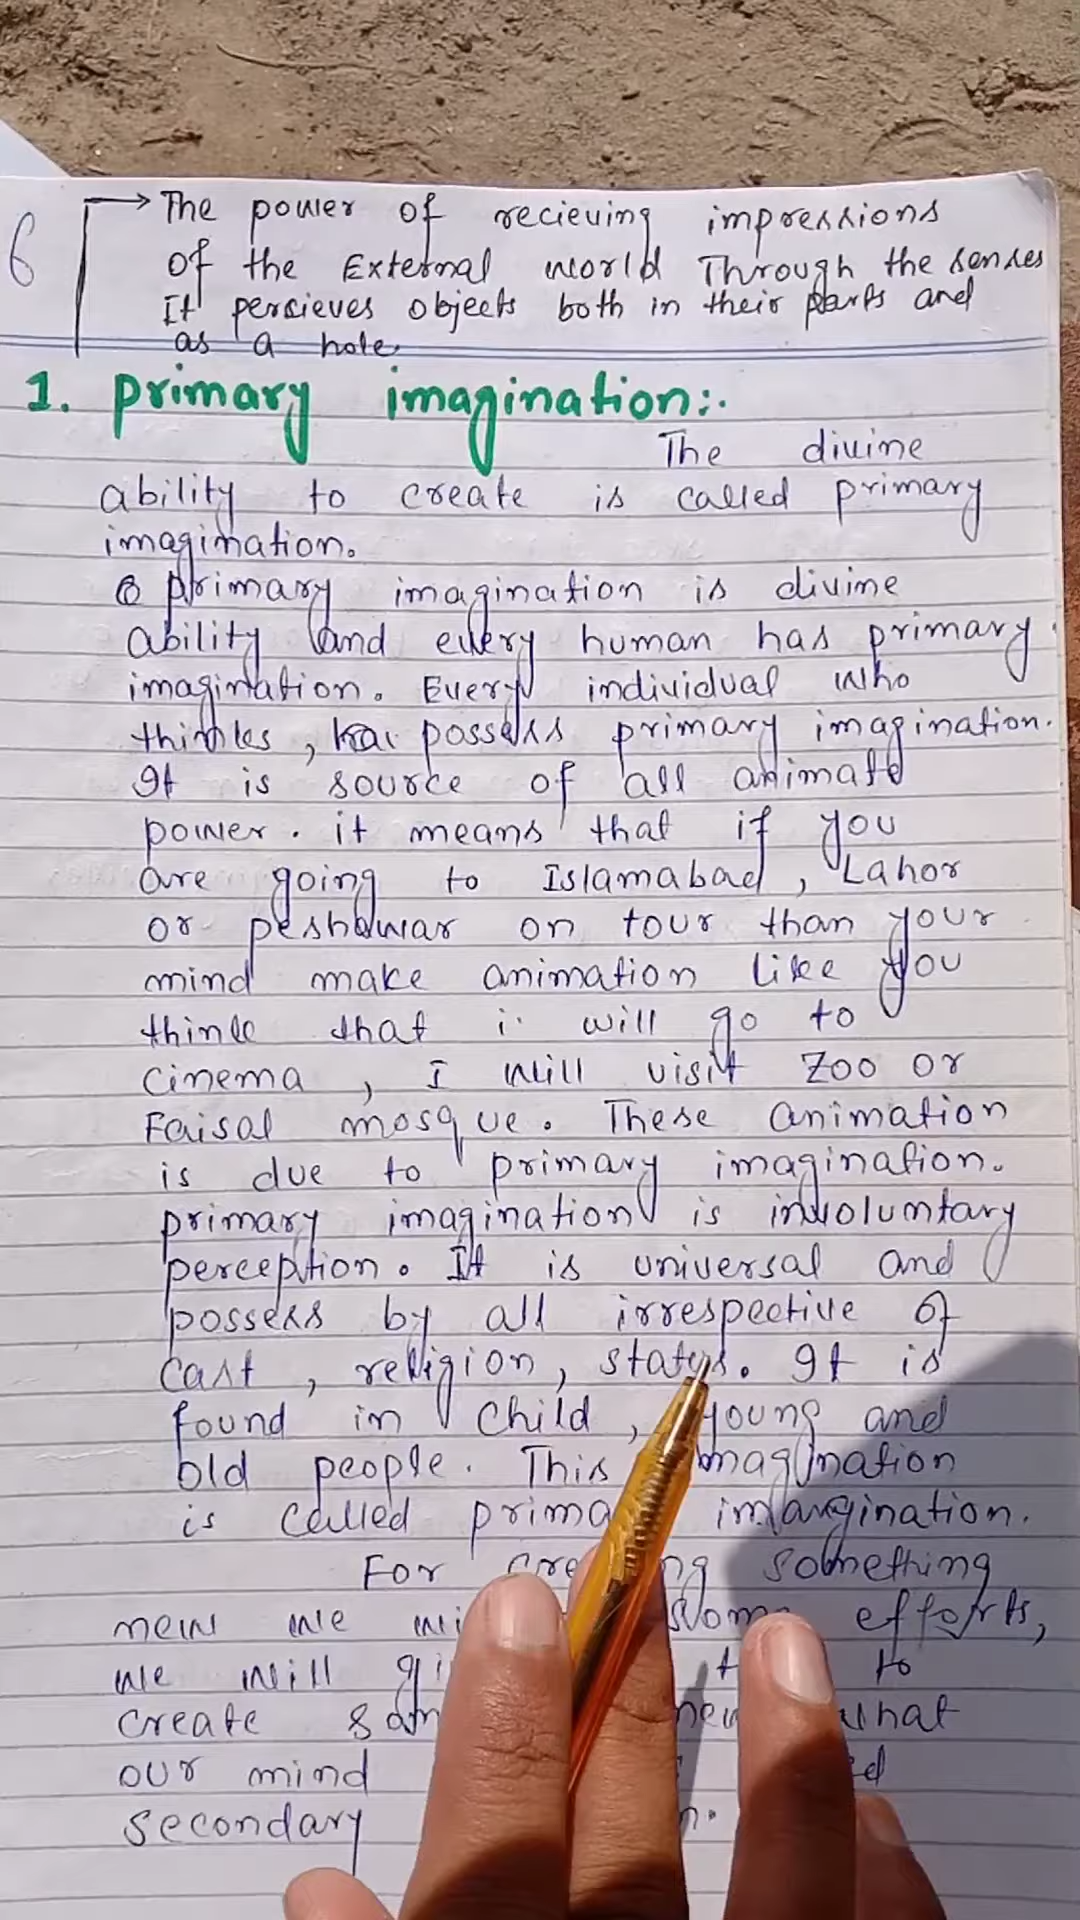 6
The power of recieving impressions
of the External world Through the senses
It percieves objects both in their parts and
as a hole.
1. primary imagination:.
The divine
ability to create is called primary
imagination.
primary imagination is divine
ability and every human has primary
imagination. Every individual who
thinks, possess primary imagination.
It is source of all animate
power. it means that if you
are going to Islamabad, Lahor
or peshawar on tour than your
mind make animation like you
think that i will go to
cinema, I will visit Zoo or
Faisal mosque. These animation
is due to primary imagination.
primary imagination is involuntary
perception. It is universal and
possess by all irrespective of
cast, religion, status. It is
found in child, young and
old people. This imagination
is called prima imangination.
For something
new we efforts,
we will to
create what
our mind
secondary